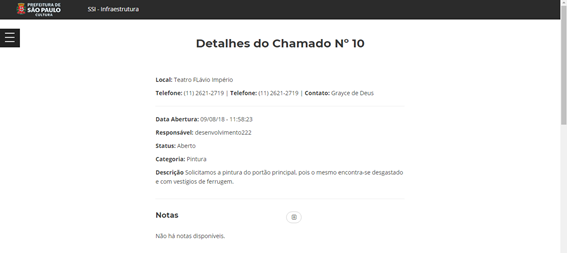 PREFEITURA DE
SÃO PAULO
CULTURA
SSI - Infraestrutura
Detalhes do Chamado Nº 10
Local: Teatro FLávio Império
Telefone: (11) 2621-2719 | Telefone: (11) 2621-2719 | Contato: Grayce de Deus
Data Abertura: 09/08/18 - 11:58:23
Responsável: desenvolvimento222
Status: Aberto
Categoria: Pintura
Descrição Solicitamos a pintura do portão principal, pois o mesmo encontra-se desgastado
e com vestígios de ferrugem.
Notas
Não há notas disponíveis.